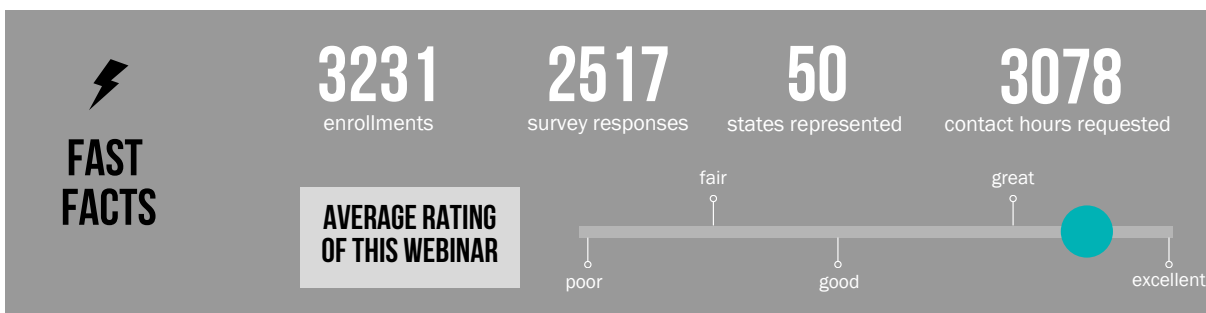 FAST
FACTS
3231
enrollments
2517
survey responses
50
states represented
3078
contact hours requested
AVERAGE RATING
OF THIS WEBINAR
poor
fair
good
great
excellent